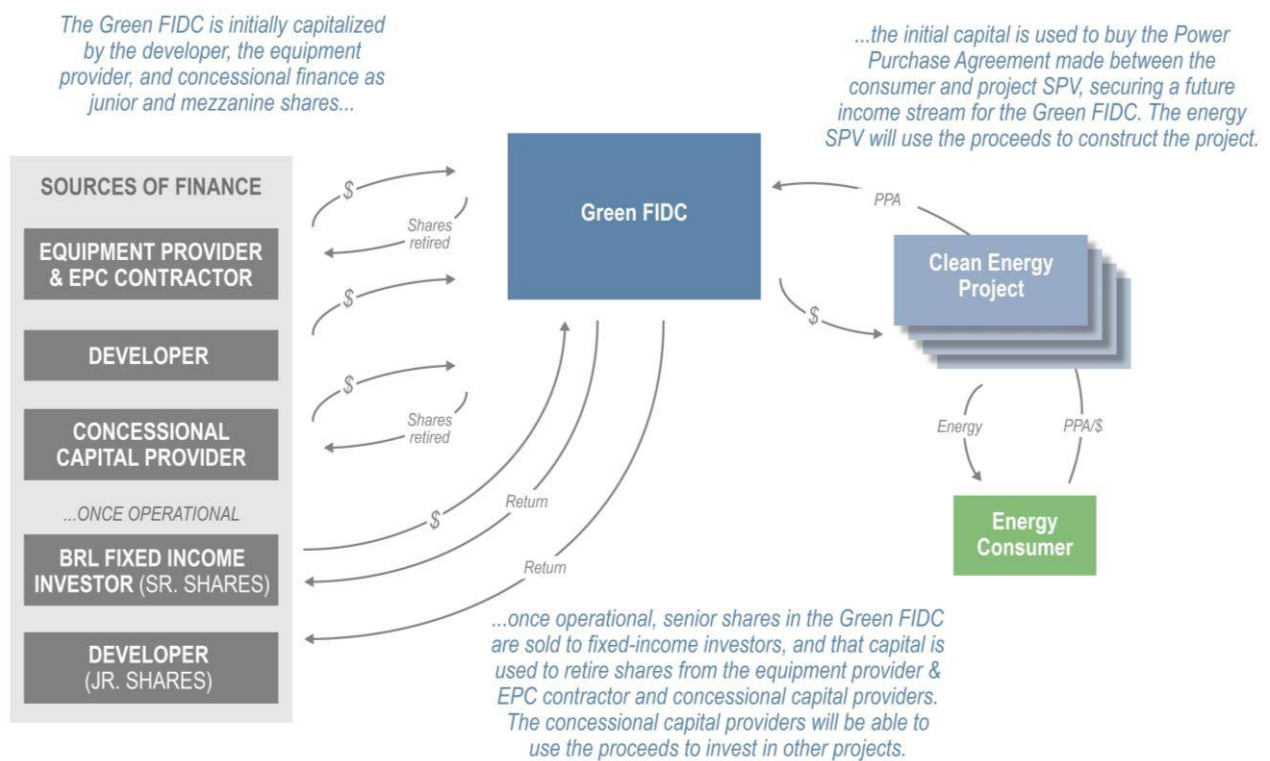 The Green FIDC is initially capitalized
by the developer, the equipment
provider, and concessional finance as
junior and mezzanine shares...
...the initial capital is used to buy the Power
Purchase Agreement made between the
consumer and project SPV, securing a future
income stream for the Green FIDC. The energy
SPV will use the proceeds to construct the project.
SOURCES OF FINANCE
EQUIPMENT PROVIDER
& EPC CONTRACTOR
DEVELOPER
CONCESSIONAL
CAPITAL PROVIDER
...ONCE OPERATIONAL
BRL FIXED INCOME
INVESTOR (SR. SHARES)
DEVELOPER
(JR. SHARES)
$
Shares
retired
$
$
Shares
retired
$
Return
Return
Green FIDC
PPA
$
Clean Energy
Project
Energy
PPA/$
Energy
Consumer
...once operational, senior shares in the Green FIDC
are sold to fixed-income investors, and that capital is
used to retire shares from the equipment provider &
EPC contractor and concessional capital providers.
The concessional capital providers will be able to
use the proceeds to invest in other projects.